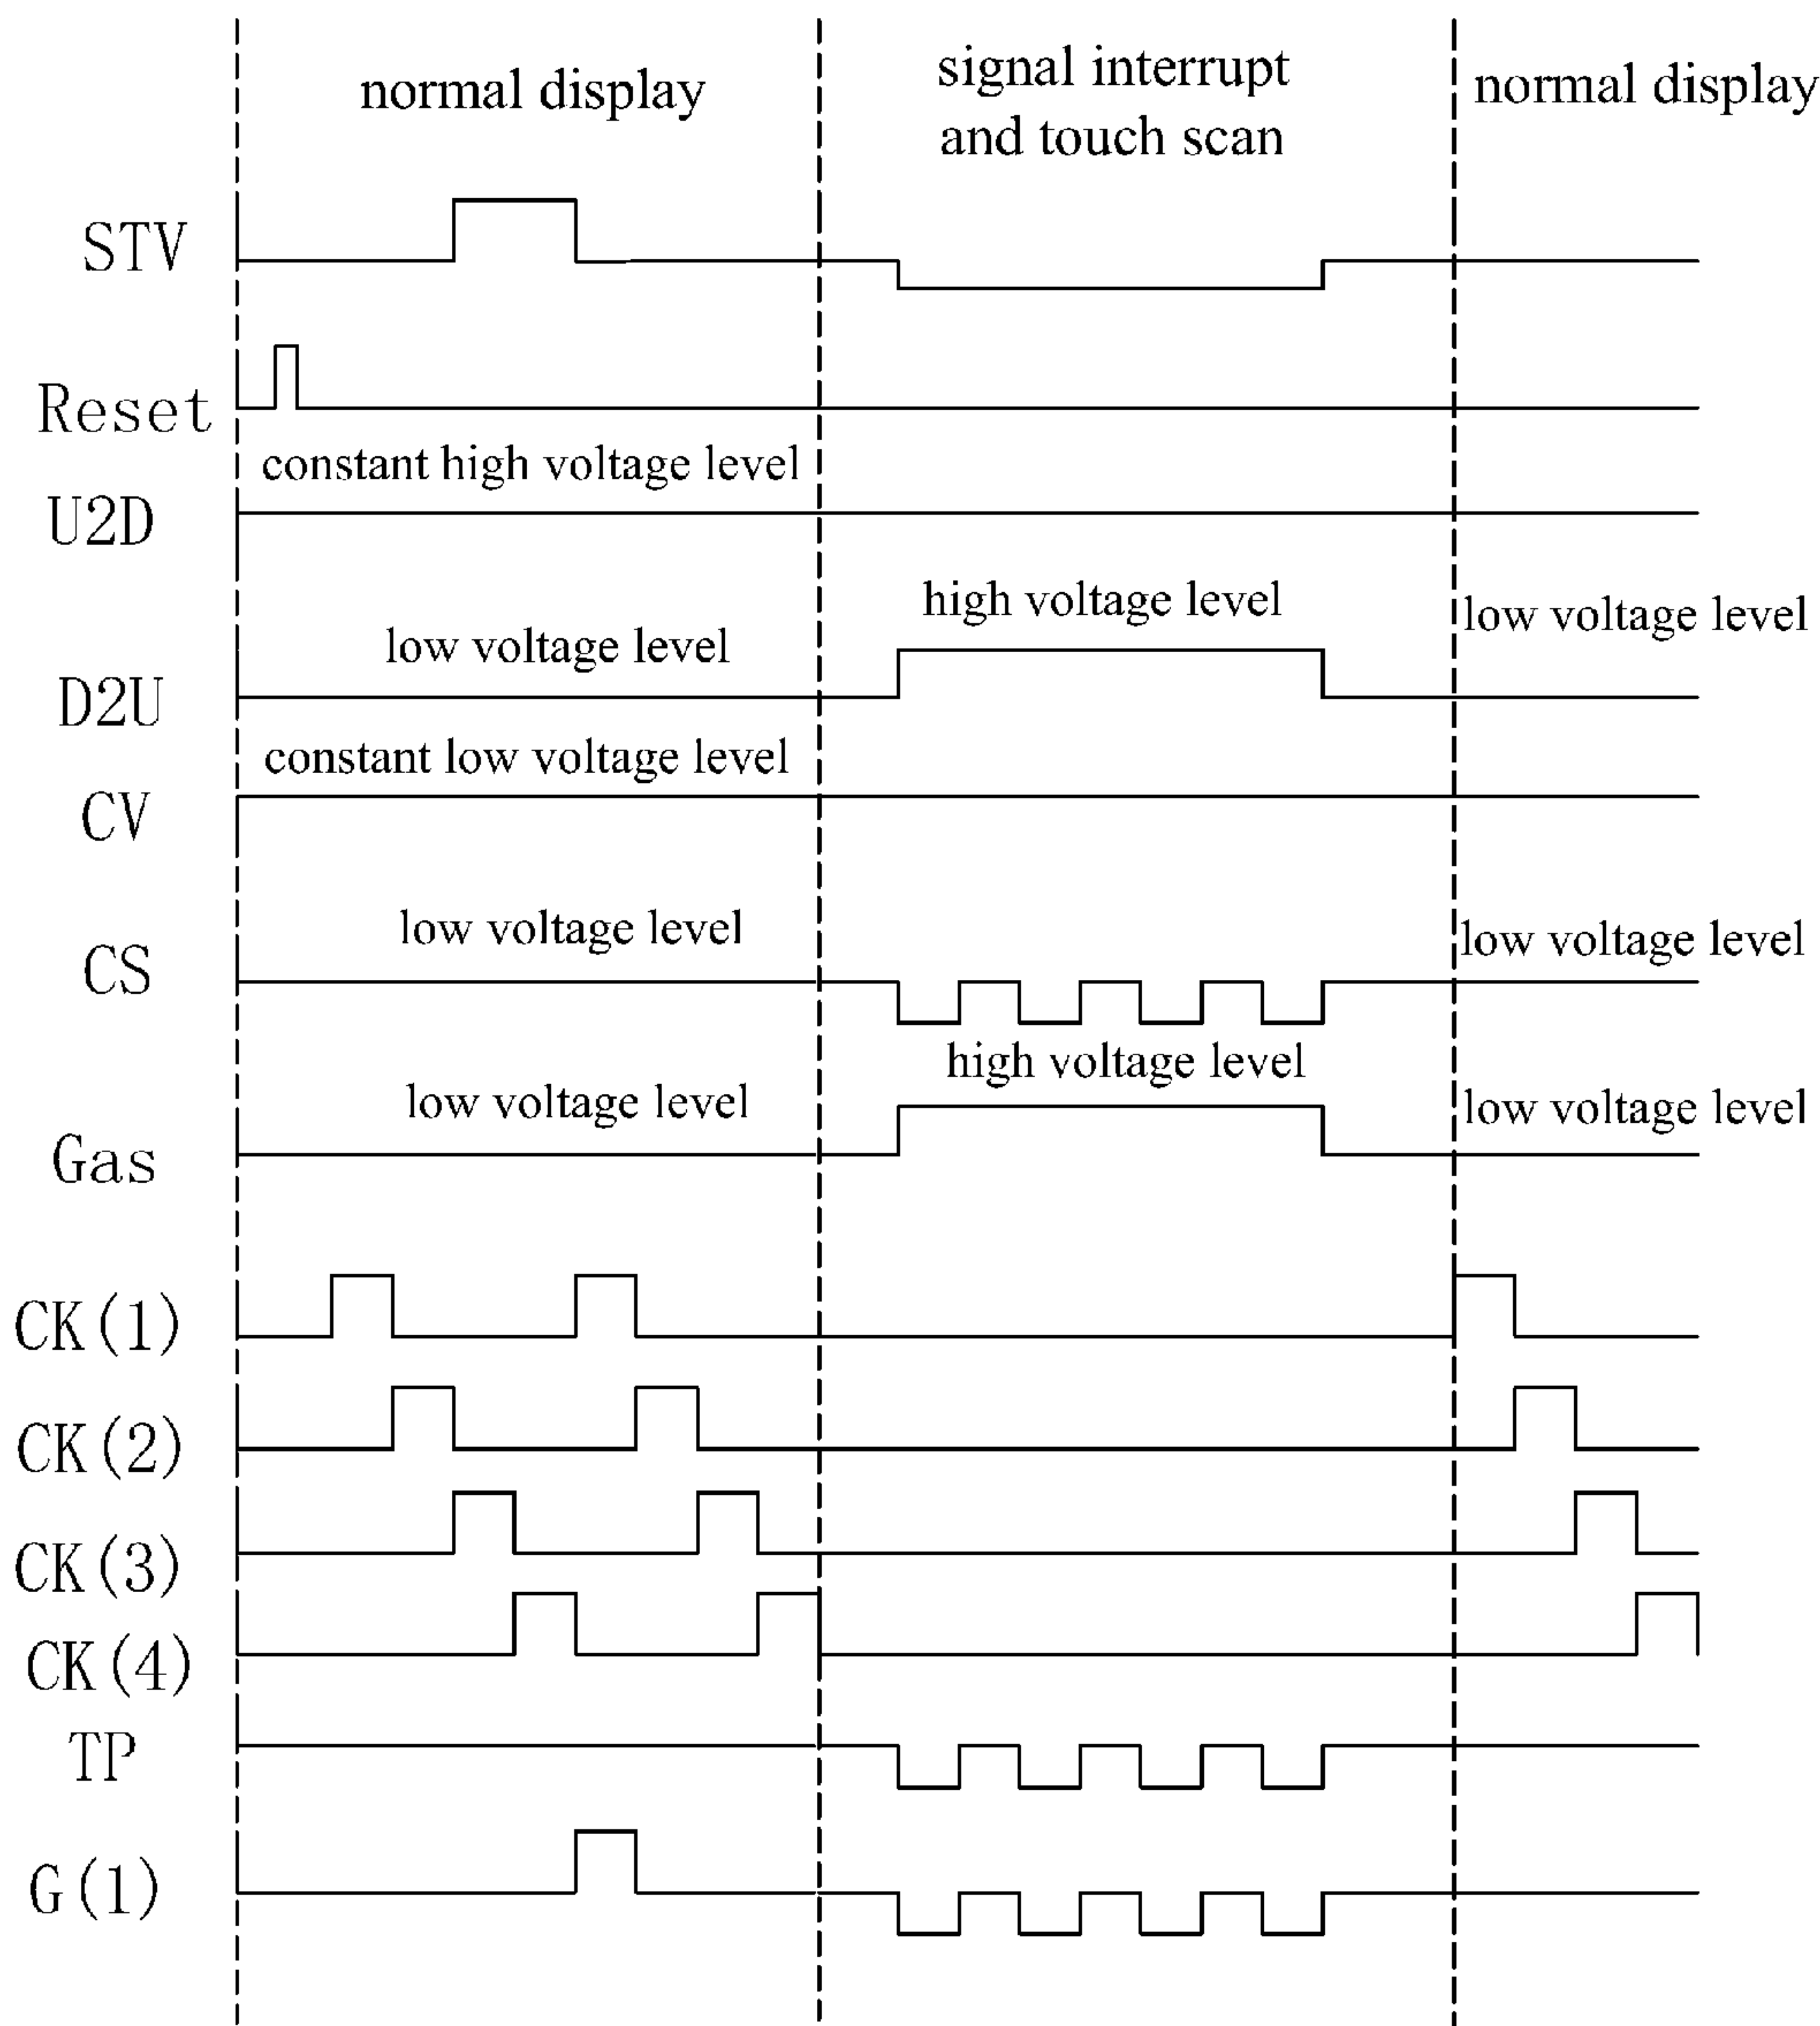 normal display
signal interrupt
and touch scan
normal display
STV
Reset
constant high voltage level
U2D
high voltage level
low voltage level
low voltage level
D2U
constant low voltage level
CV
low voltage level
low voltage level
CS
high voltage level
low voltage level
low voltage level
Gas
CK(1)
CK(2)
CK(3)
CK(4)
TP
G(1)